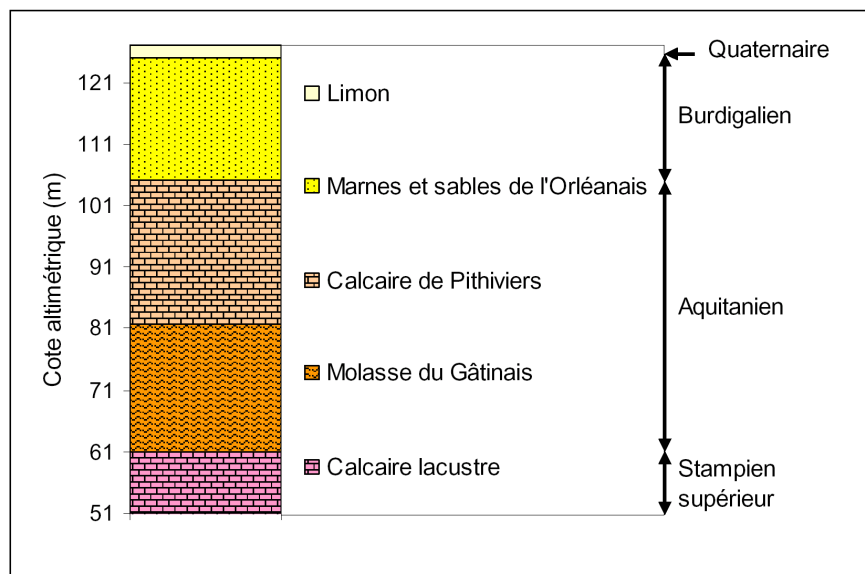 Cote altimétrique (m)
121
111
101
91
81
71
61
51
Limon
Marnes et sables de l'Orléanais
Calcaire de Pithiviers
Molasse du Gâtinais
Calcaire lacustre
Quaternaire
Burdigalien
Aquitanien
Stampien
supérieur